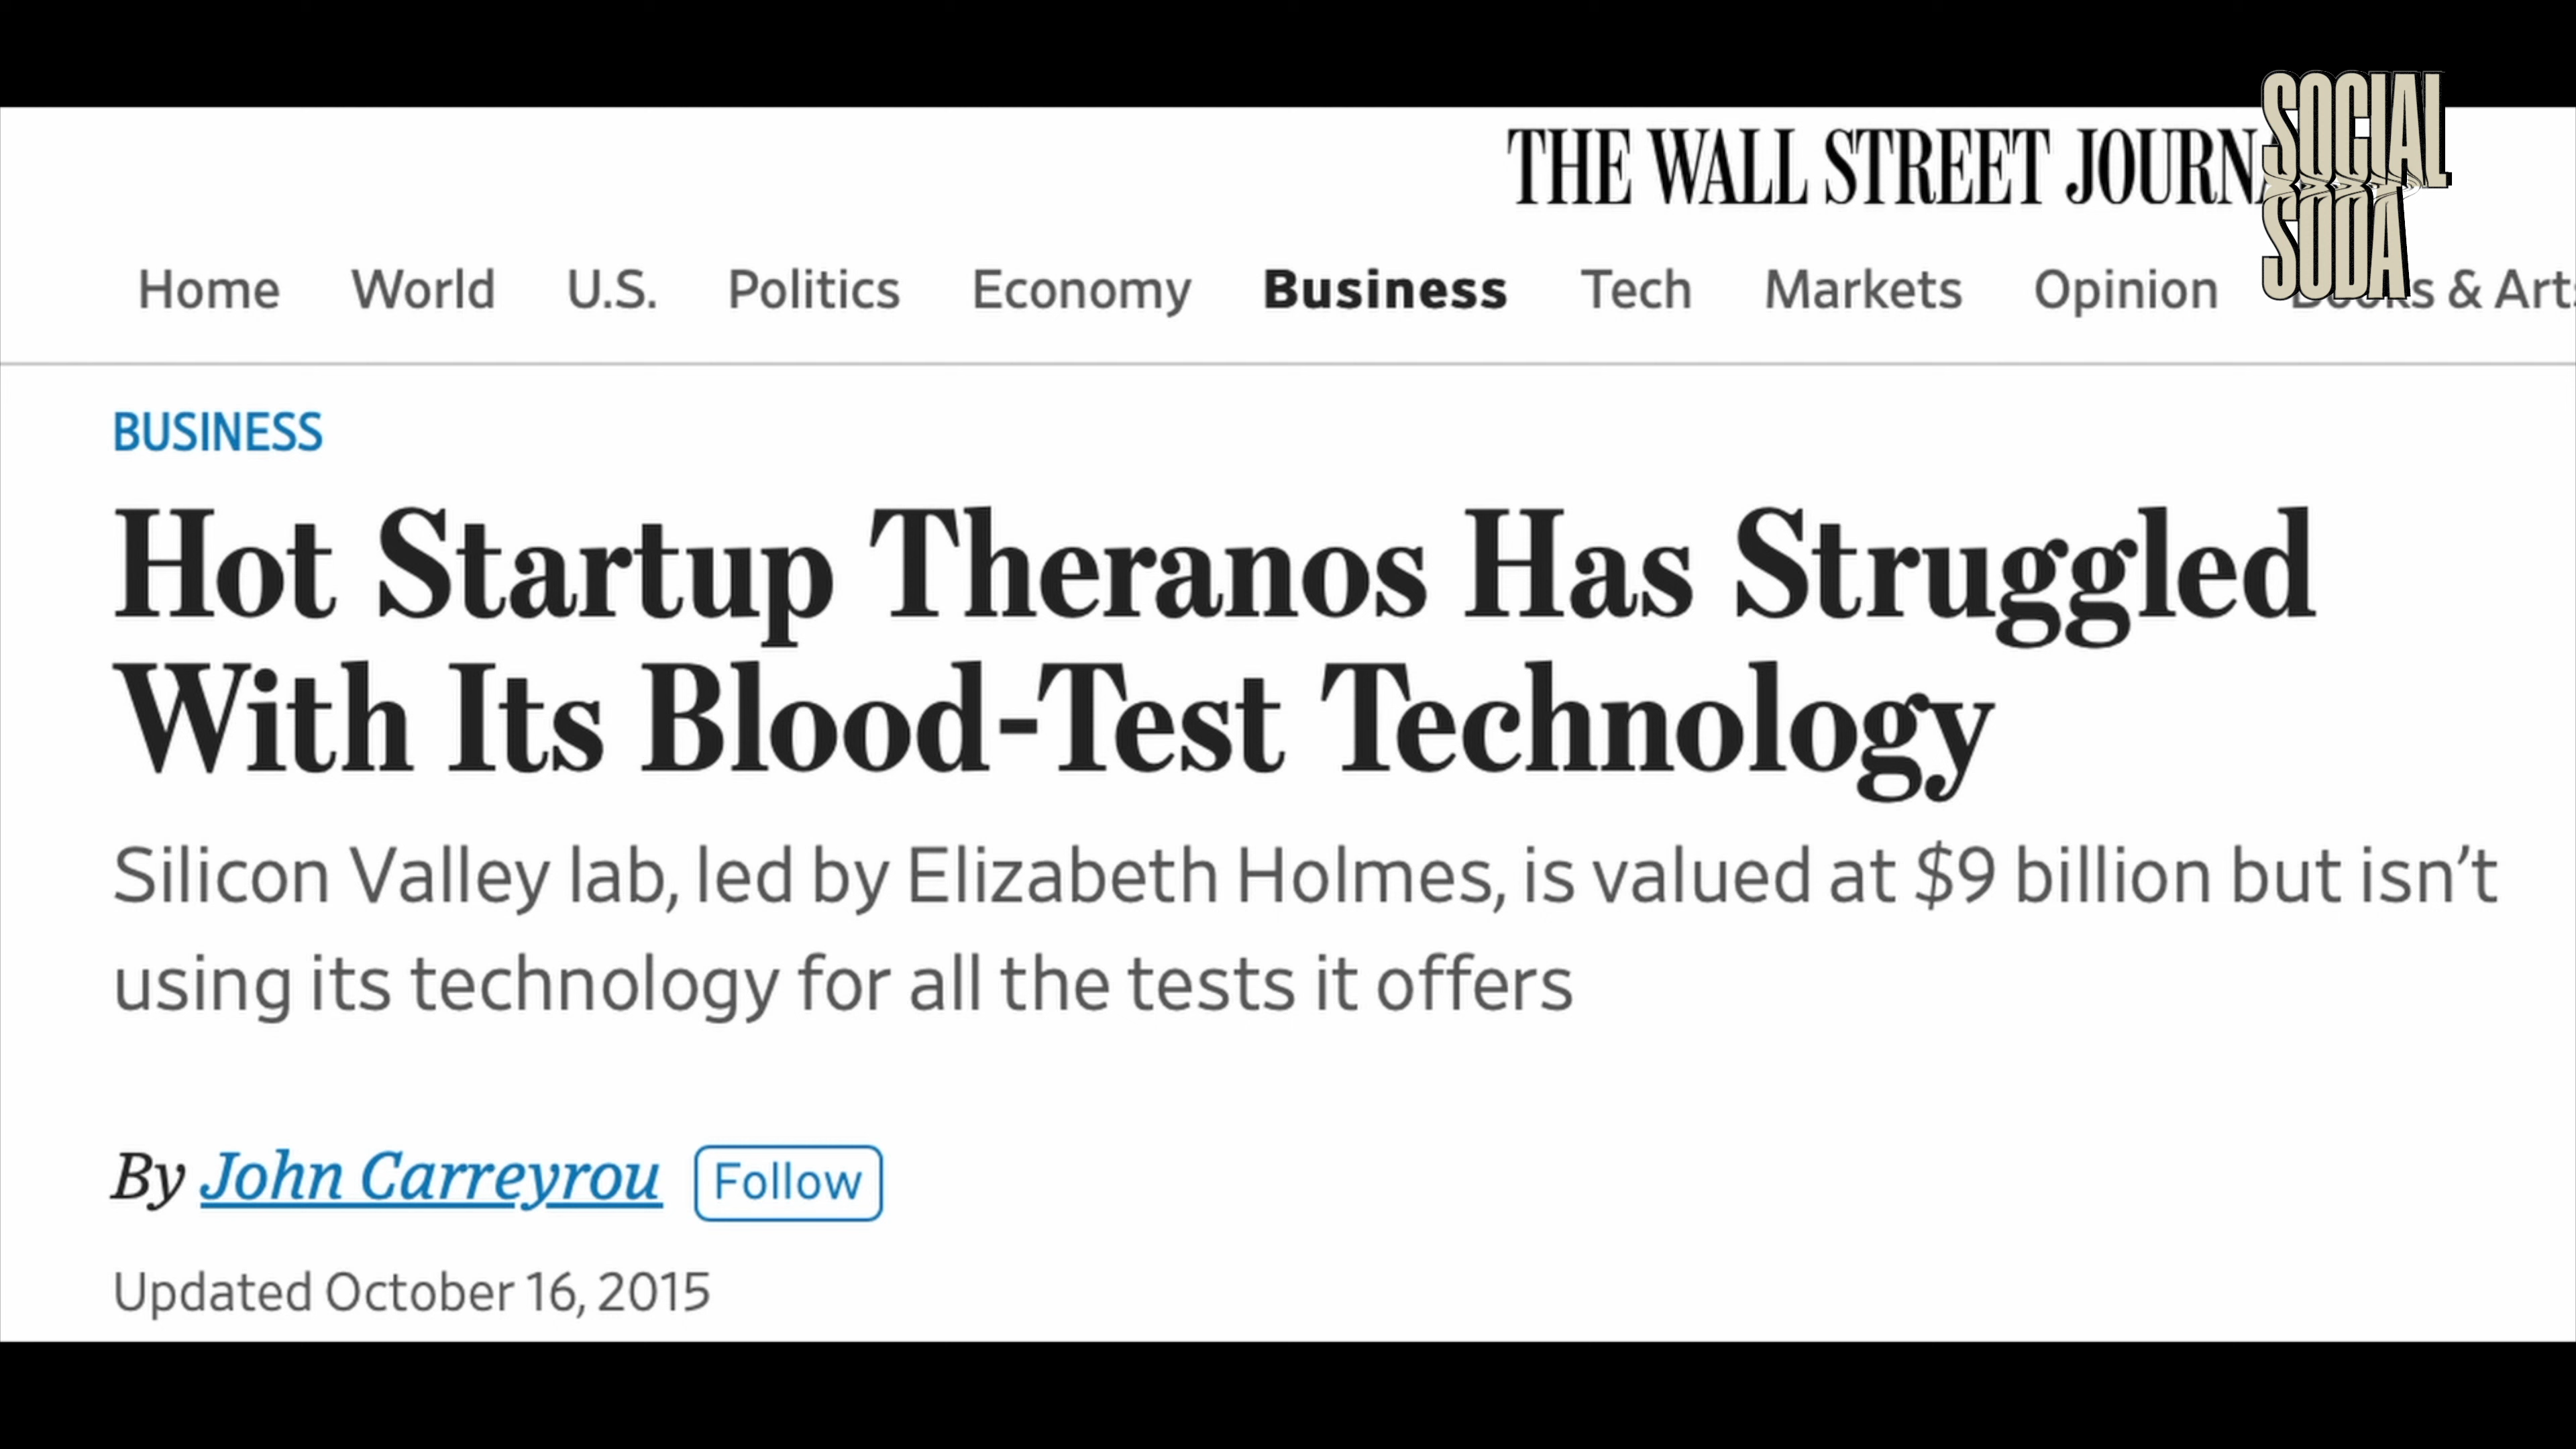 SOCIAL
SODA
THE WALL STREET JOURN
Home World U.S. Politics Economy Business Tech Markets Opinion & Art
BUSINESS
Hot Startup Theranos Has Struggled
With Its Blood-Test Technology
Silicon Valley lab, led by Elizabeth Holmes, is valued at $9 billion but isn’t
using its technology for all the tests it offers
By John Carreyrou Follow
Updated October 16, 2015